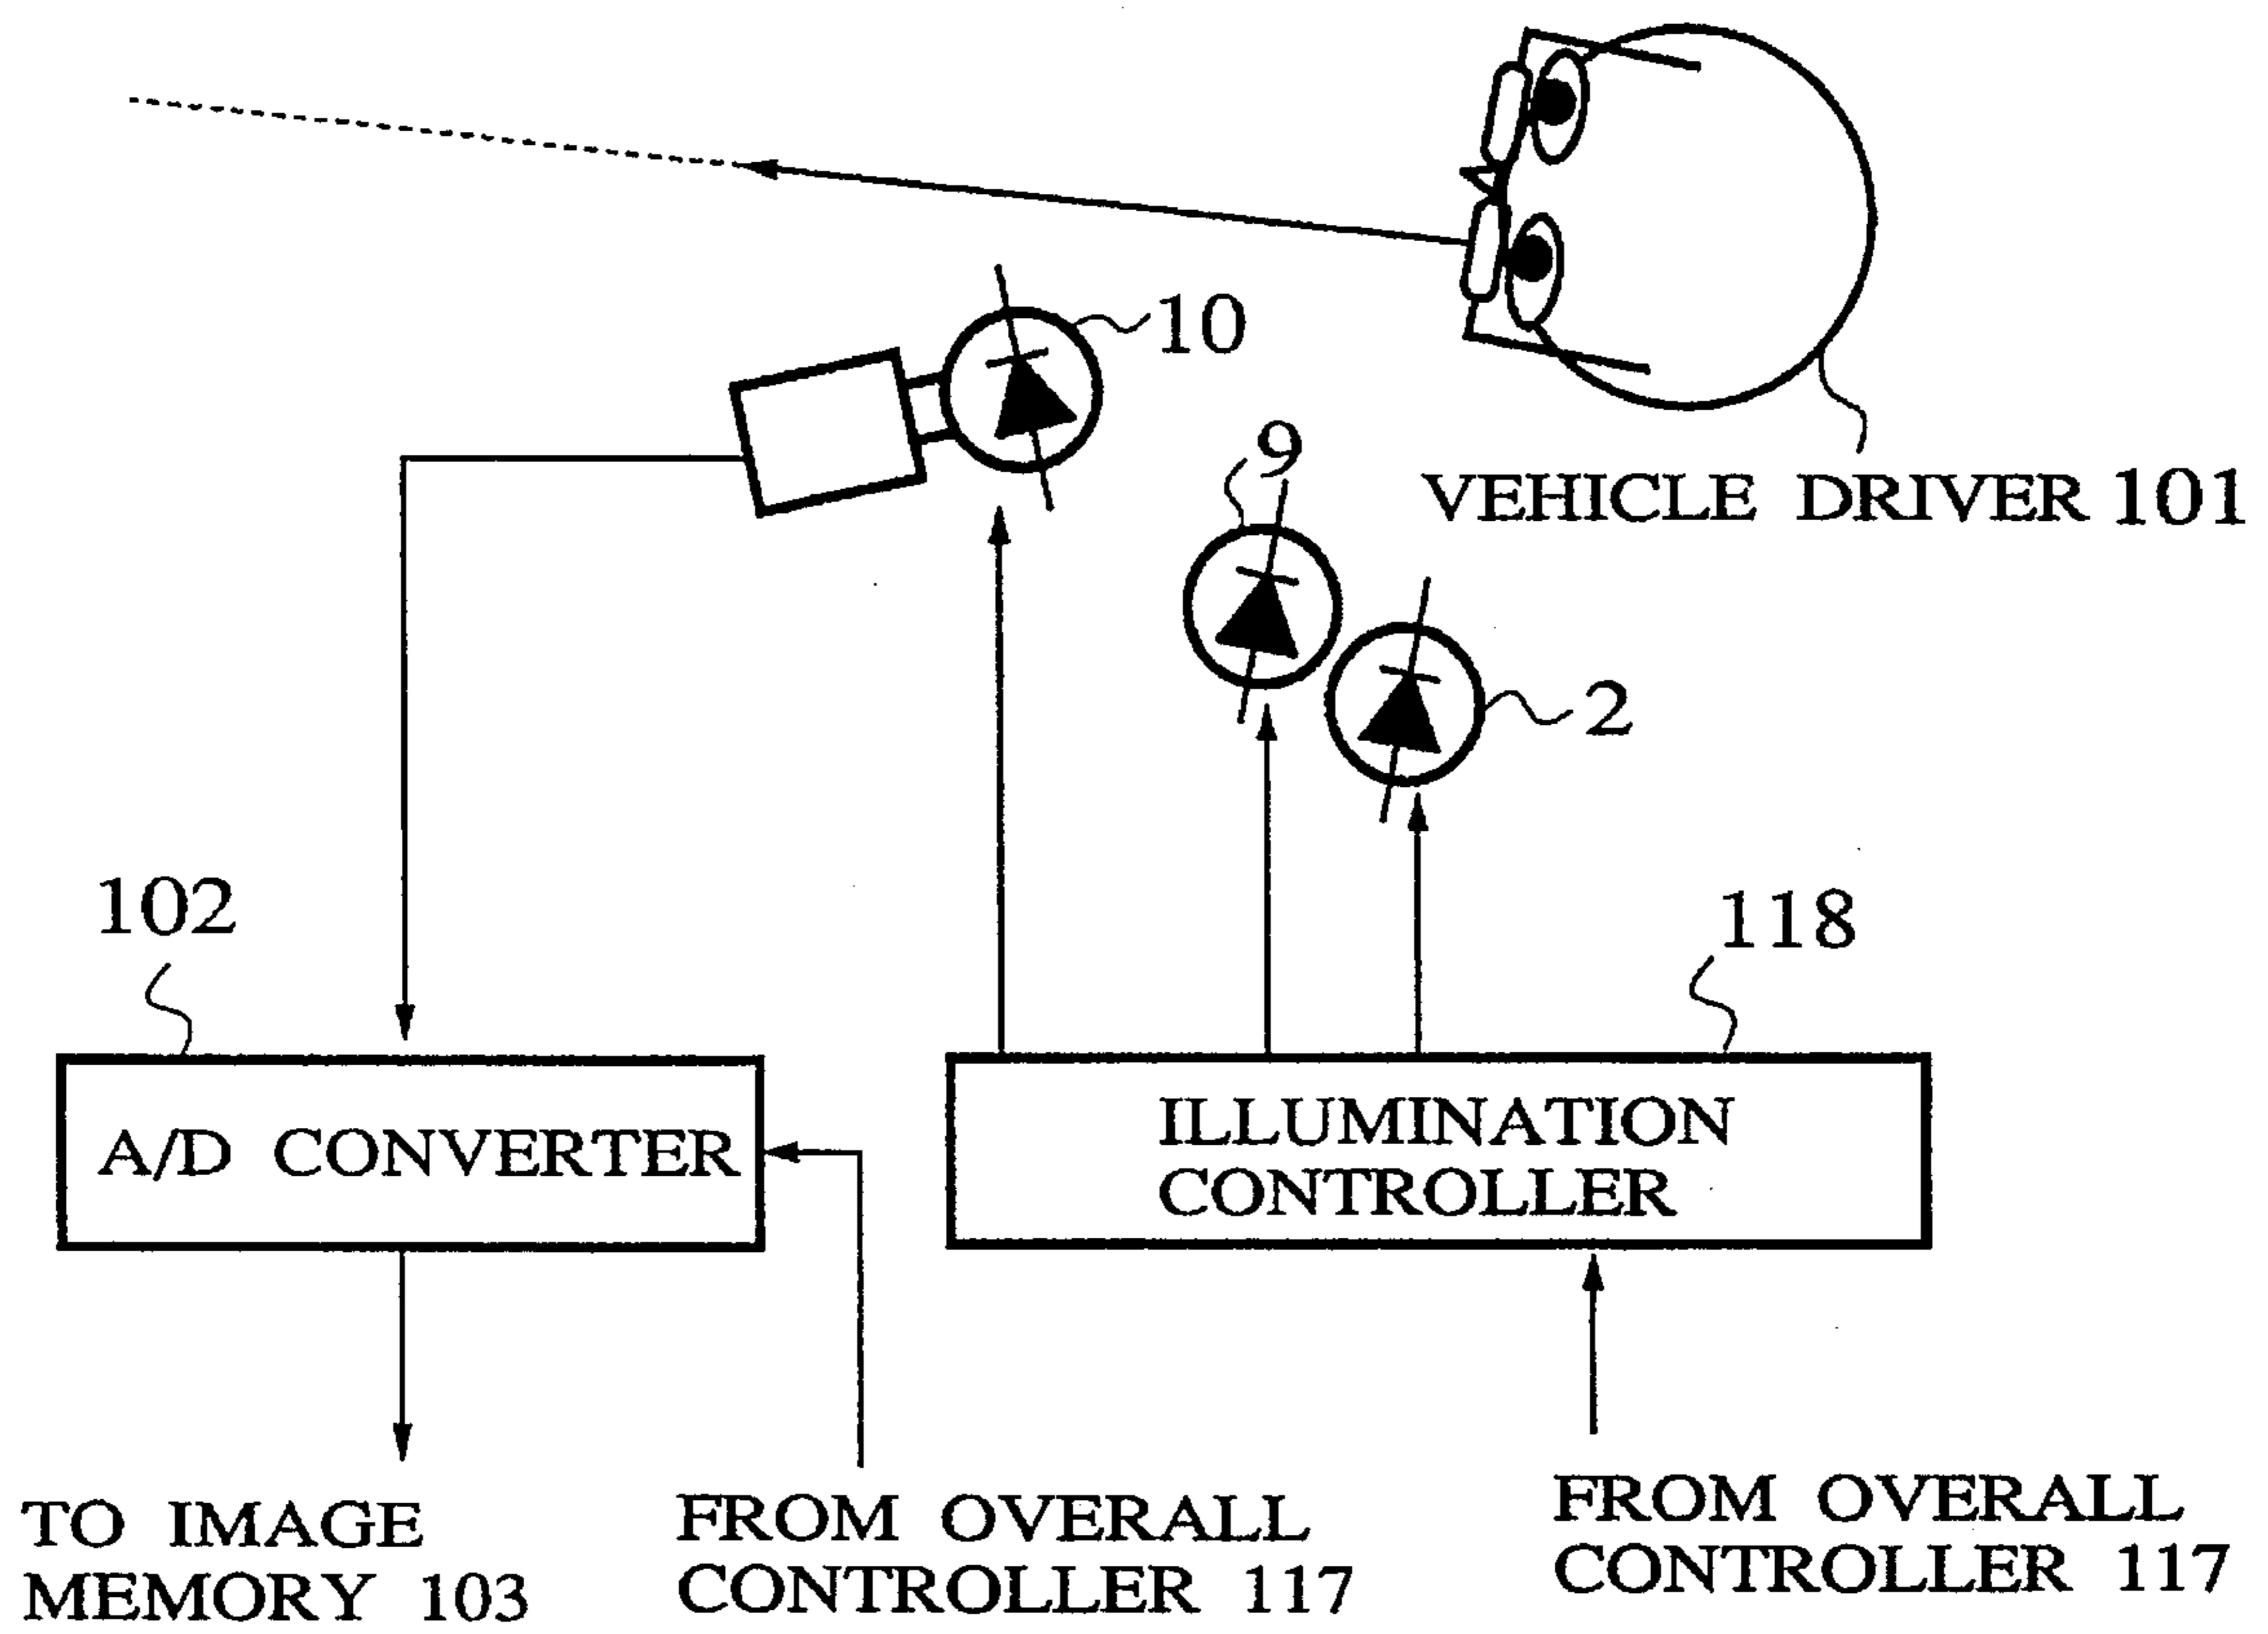 10
9
VEHICLE DRIVER 101
2
102
118
A/D CONVERTER
ILLUMINATION
CONTROLLER
TO IMAGE
MEMORY 103
FROM OVERALL
CONTROLLER 117
FROM OVERALL
CONTROLLER 117